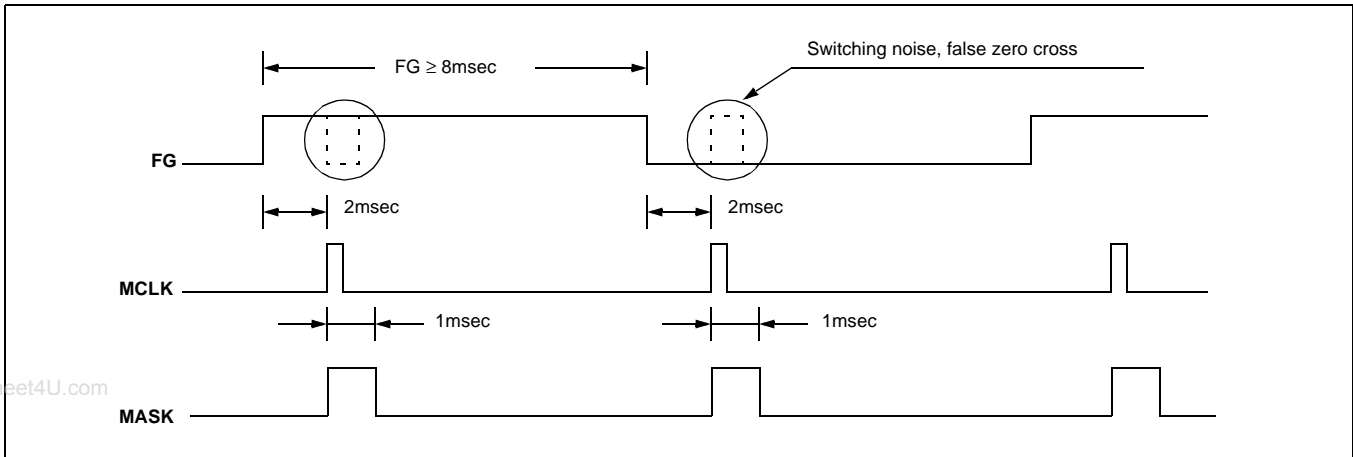 Switching noise, false zero cross
FG ≥ 8msec
FG
2msec
2msec
MCLK
1msec
1msec
eet4U.com
MASK